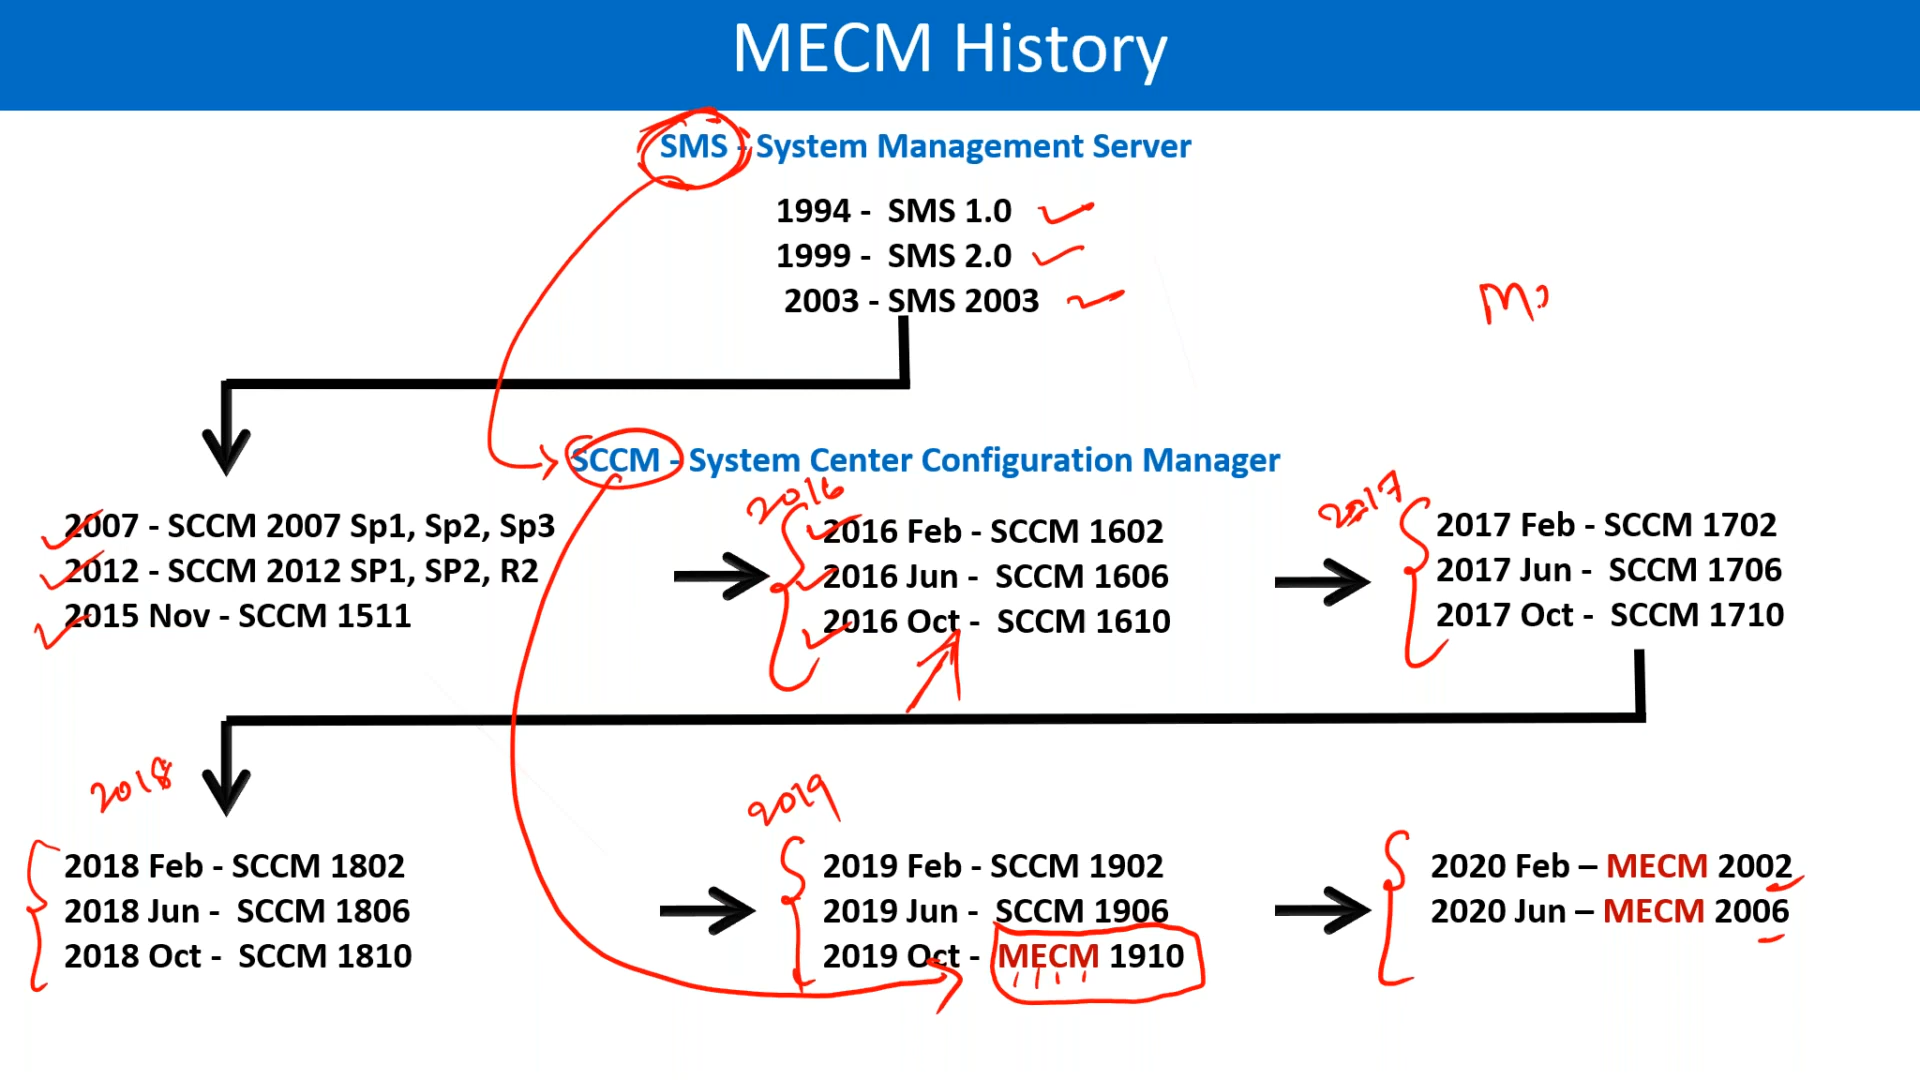 MECM History
SMS - System Management Server
1994 - SMS 1.0
1999 - SMS 2.0
2003 - SMS 2003
SCCM - System Center Configuration Manager
2007 - SCCM 2007 Sp1, Sp2, Sp3
2012 - SCCM 2012 SP1, SP2, R2
2015 Nov - SCCM 1511
2016
2016 Feb - SCCM 1602
2016 Jun - SCCM 1606
2016 Oct - SCCM 1610
2017
2017 Feb - SCCM 1702
2017 Jun - SCCM 1706
2017 Oct - SCCM 1710
2018
2018 Feb - SCCM 1802
2018 Jun - SCCM 1806
2018 Oct - SCCM 1810
2019
2019 Feb - SCCM 1902
2019 Jun - SCCM 1906
2019 Oct - MECM 1910
2020 Feb – MECM 2002
2020 Jun – MECM 2006